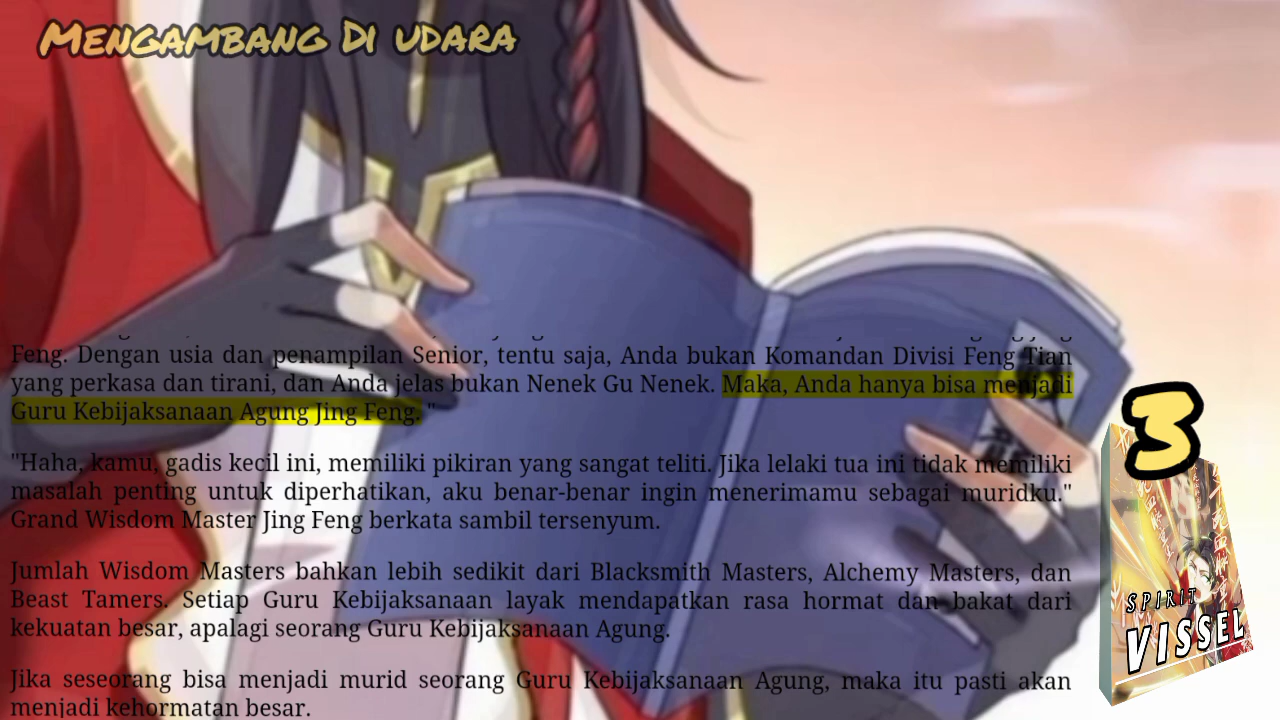 Mengambang Di udara
Feng. Dengan usia dan penampilan Senior, tentu saja, Anda bukan Komandan Divisi Feng Tian
yang perkasa dan tirani, dan Anda jelas bukan Nenek Gu Nenek. Maka, Anda hanya bisa menjadi
Guru Kebijaksanaan Agung Jing Feng. "
"Haha, kamu, gadis kecil ini, memiliki pikiran yang sangat teliti. Jika lelaki tua ini tidak memiliki
masalah penting untuk diperhatikan, aku benar-benar ingin menerimamu sebagai muridku."
Grand Wisdom Master Jing Feng berkata sambil tersenyum.
Jumlah Wisdom Masters bahkan lebih sedikit dari Blacksmith Masters, Alchemy Masters, dan
Beast Tamers. Setiap Guru Kebijaksanaan layak mendapatkan rasa hormat dan bakat dari
kekuatan besar, apalagi seorang Guru Kebijaksanaan Agung.
Jika seseorang bisa menjadi murid seorang Guru Kebijaksanaan Agung, maka itu pasti akan
menjadi kehormatan besar.
3
SPIRIT
VISSEL